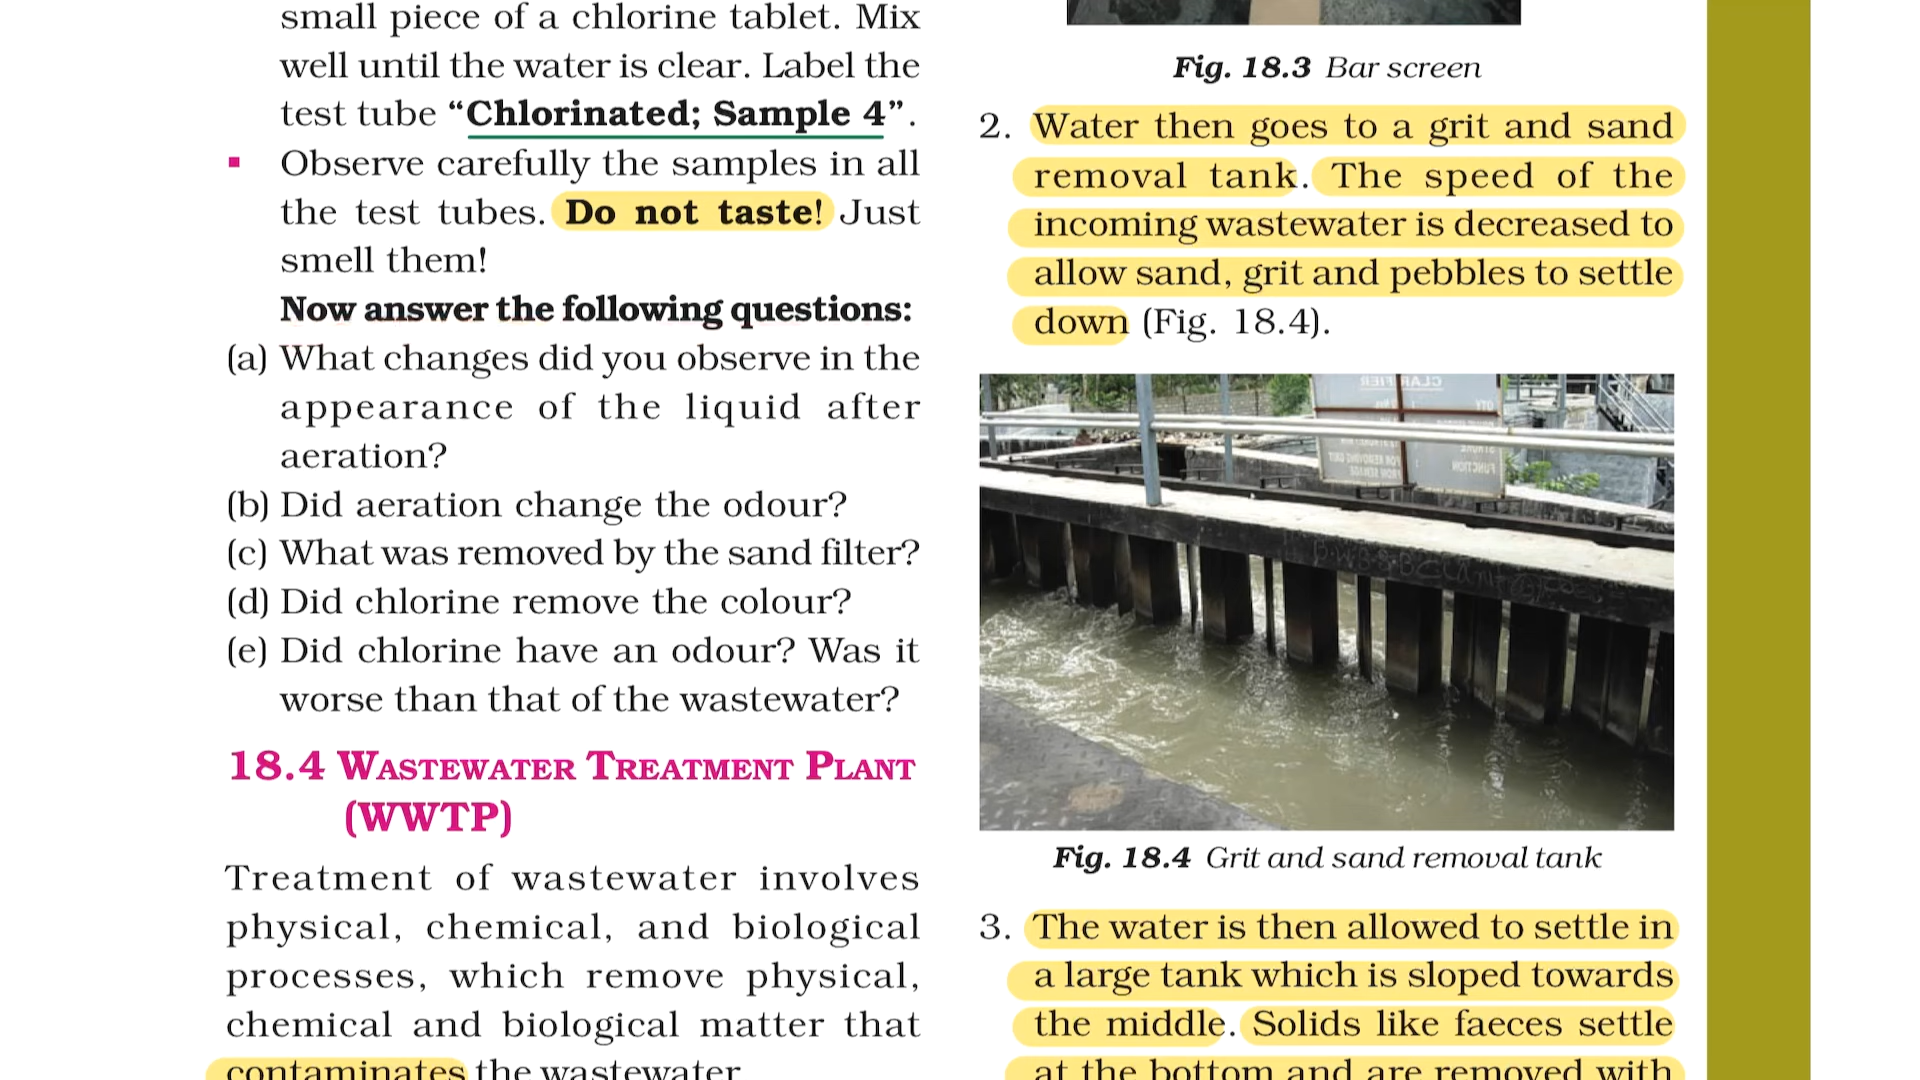 small piece of a chlorine tablet. Mix
well until the water is clear. Label the
test tube “Chlorinated; Sample 4”.
▪ Observe carefully the samples in all
the test tubes. Do not taste! Just
smell them!
Now answer the following questions:
(a) What changes did you observe in the
appearance of the liquid after
aeration?
(b) Did aeration change the odour?
(c) What was removed by the sand filter?
(d) Did chlorine remove the colour?
(e) Did chlorine have an odour? Was it
worse than that of the wastewater?
18.4 WASTEWATER TREATMENT PLANT
(WWTP)
Treatment of wastewater involves
physical, chemical, and biological
processes, which remove physical,
chemical and biological matter that
contaminates the wastewater
Fig. 18.3 Bar screen
2. Water then goes to a grit and sand
removal tank. The speed of the
incoming wastewater is decreased to
allow sand, grit and pebbles to settle
down (Fig. 18.4).
CLARIFIER
QTY
FUNCTION
FOR REMOVING GRIT
FROM SEWAGE
Fig. 18.4 Grit and sand removal tank
3. The water is then allowed to settle in
a large tank which is sloped towards
the middle. Solids like faeces settle
at the bottom and are removed with